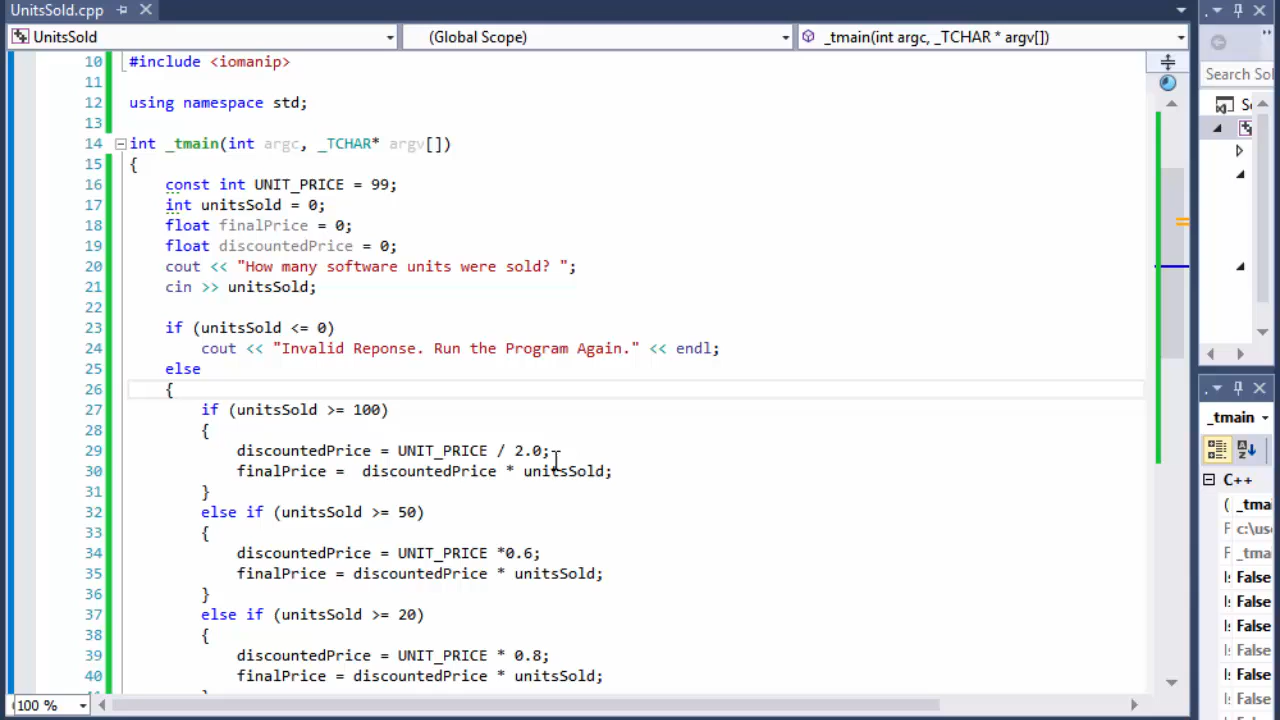 UnitsSold.cpp
UnitsSold
(Global Scope)
_tmain(int argc, _TCHAR * argv[])
10 #include <iomanip>
11
12 using namespace std;
13
14 int _tmain(int argc, _TCHAR* argv[])
15 {
16 const int UNIT_PRICE = 99;
17 int unitsSold = 0;
18 float finalPrice = 0;
19 float discountedPrice = 0;
20 cout << "How many software units were sold? ";
21 cin >> unitsSold;
22
23 if (unitsSold <= 0)
24 cout << "Invalid Reponse. Run the Program Again." << endl;
25 else
26 {
27 if (unitsSold >= 100)
28 {
29 discountedPrice = UNIT_PRICE / 2.0;
30 finalPrice =  discountedPrice * unitsSold;
31 }
32 else if (unitsSold >= 50)
33 {
34 discountedPrice = UNIT_PRICE *0.6;
35 finalPrice = discountedPrice * unitsSold;
36 }
37 else if (unitsSold >= 20)
38 {
39 discountedPrice = UNIT_PRICE * 0.8;
40 finalPrice = discountedPrice * unitsSold;
100 %
Search Sol
_tmain
C++
False
False
False
False
False
False